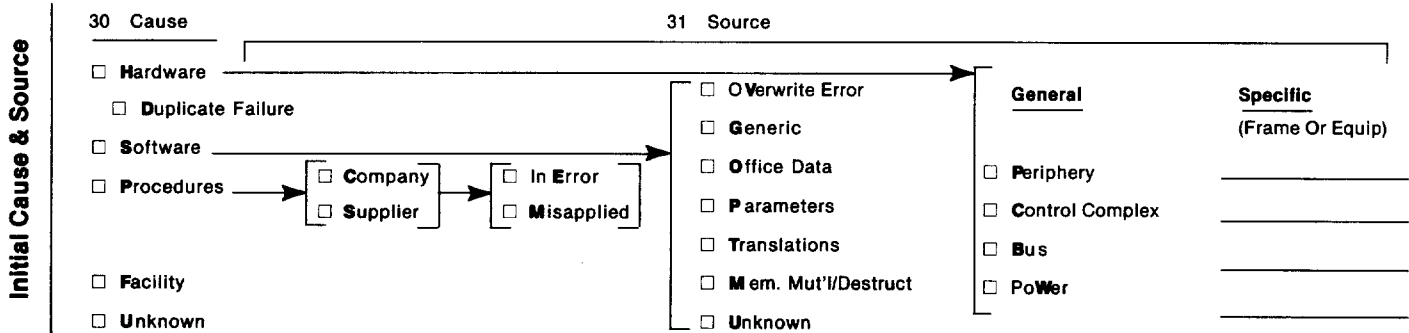 Initial Cause & Source
30 Cause
31 Source
Hardware
Duplicate Failure
Software
Procedures
Company
Supplier
In Error
Misapplied
Facility
Unknown
OVerwrite Error
Generic
Office Data
Parameters
Translations
Mem. Mut'l/Destruct
Unknown
General
Specific
(Frame Or Equip)
Periphery
Control Complex
Bus
PoWer